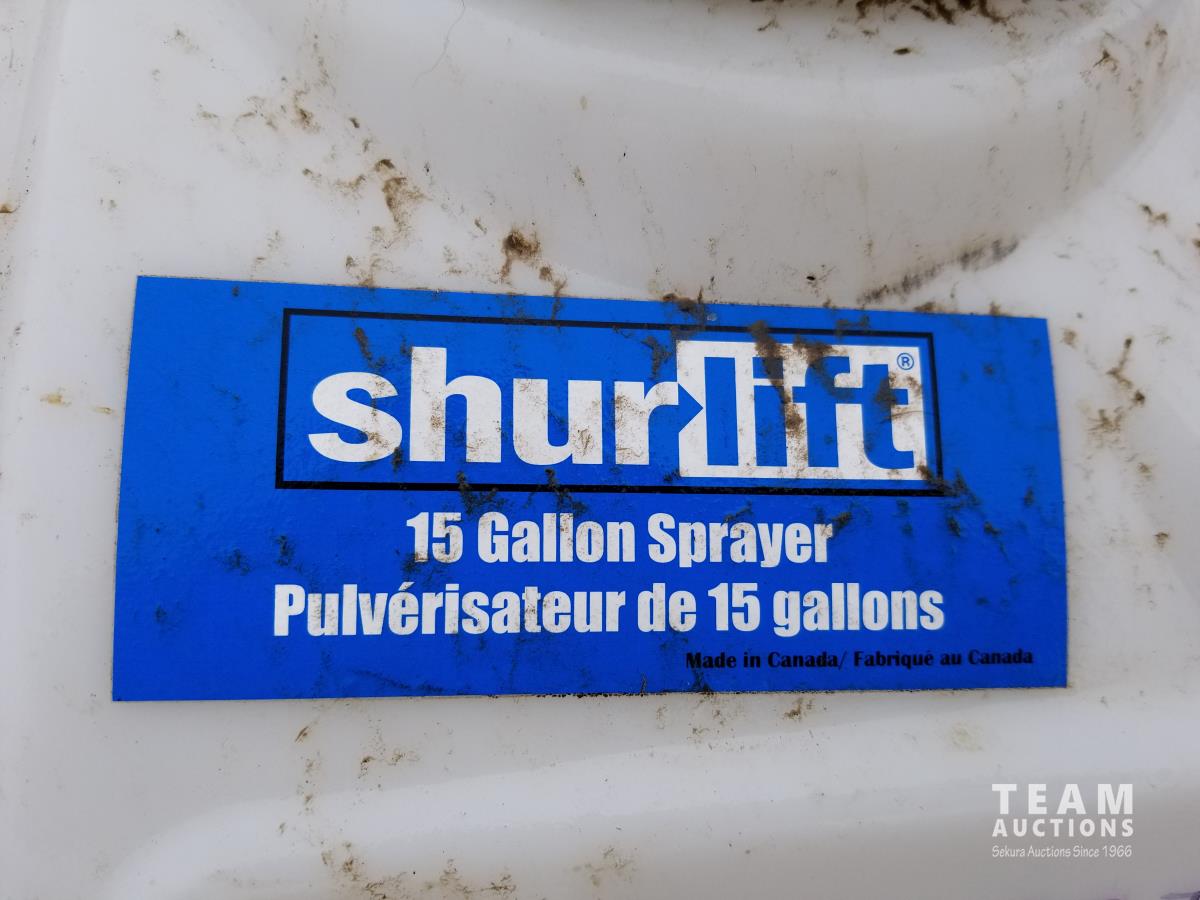 shurlift®
15 Gallon Sprayer
Pulvérisateur de 15 gallons
Made in Canada/ Fabriqué au Canada
TEAM
AUCTIONS
Sekura Auctions Since 1966